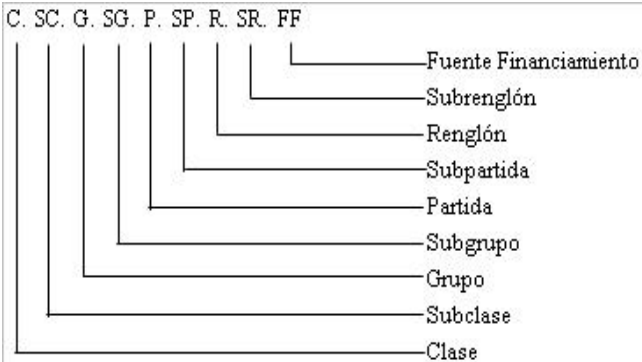 C. SC. G. SG. P. SP. R. SR. FF
Fuente Financiamiento
Subrenglón
Renglón
Subpartida
Partida
Subgrupo
Grupo
Subclase
Clase